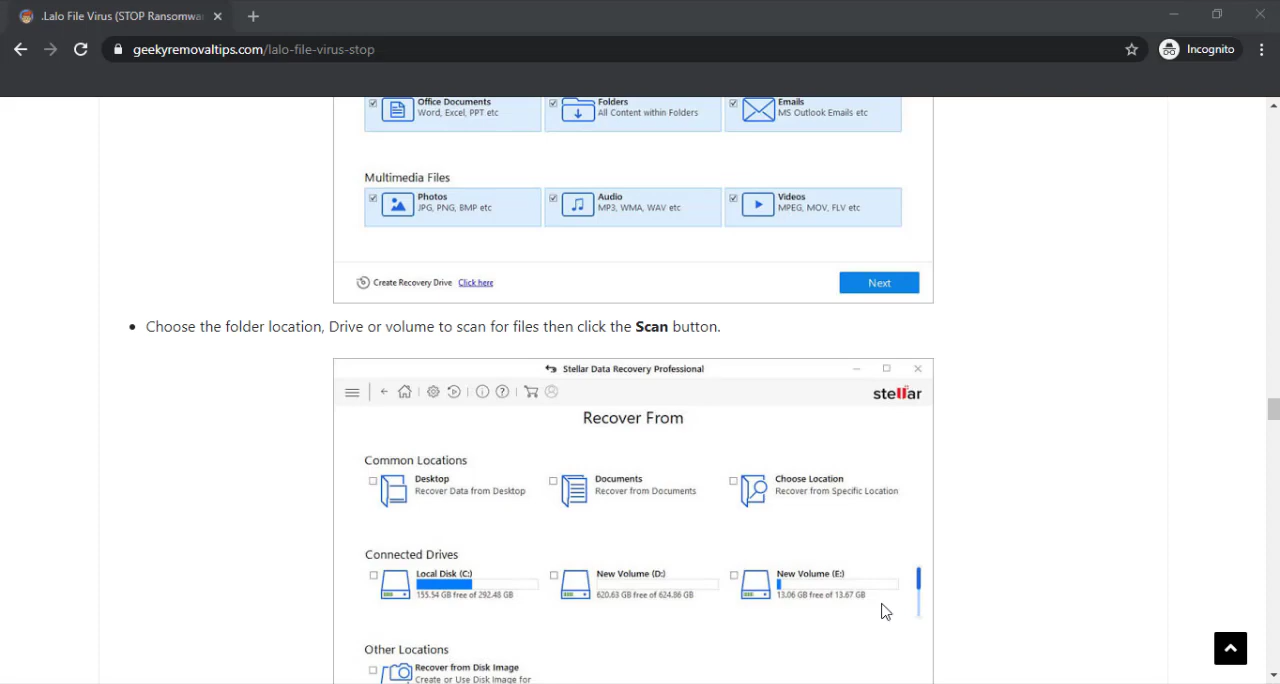 .Lalo File Virus (STOP Ransomwa
geekyremovaltips.com/lalo-file-virus-stop
Incognito
Office Documents
Word, Excel, PPT etc
Folders
All Content within Folders
Emails
MS Outlook Emails etc
Multimedia Files
Photos
JPG, PNG, BMP etc
Audio
MP3, WMA, WAV etc
Videos
MPEG, MOV, FLV etc
Create Recovery Drive Click here
Next
• Choose the folder location, Drive or volume to scan for files then click the Scan button.
Stellar Data Recovery Professional
stellar
Recover From
Common Locations
Desktop
Recover Data from Desktop
Documents
Recover from Documents
Choose Location
Recover from Specific Location
Connected Drives
Local Disk (C:)
155.54 GB free of 292.48 GB
New Volume (D:)
620.63 GB free of 624.86 GB
New Volume (E:)
13.06 GB free of 13.67 GB
Other Locations
Recover from Disk Image
Create or Use Disk Image for